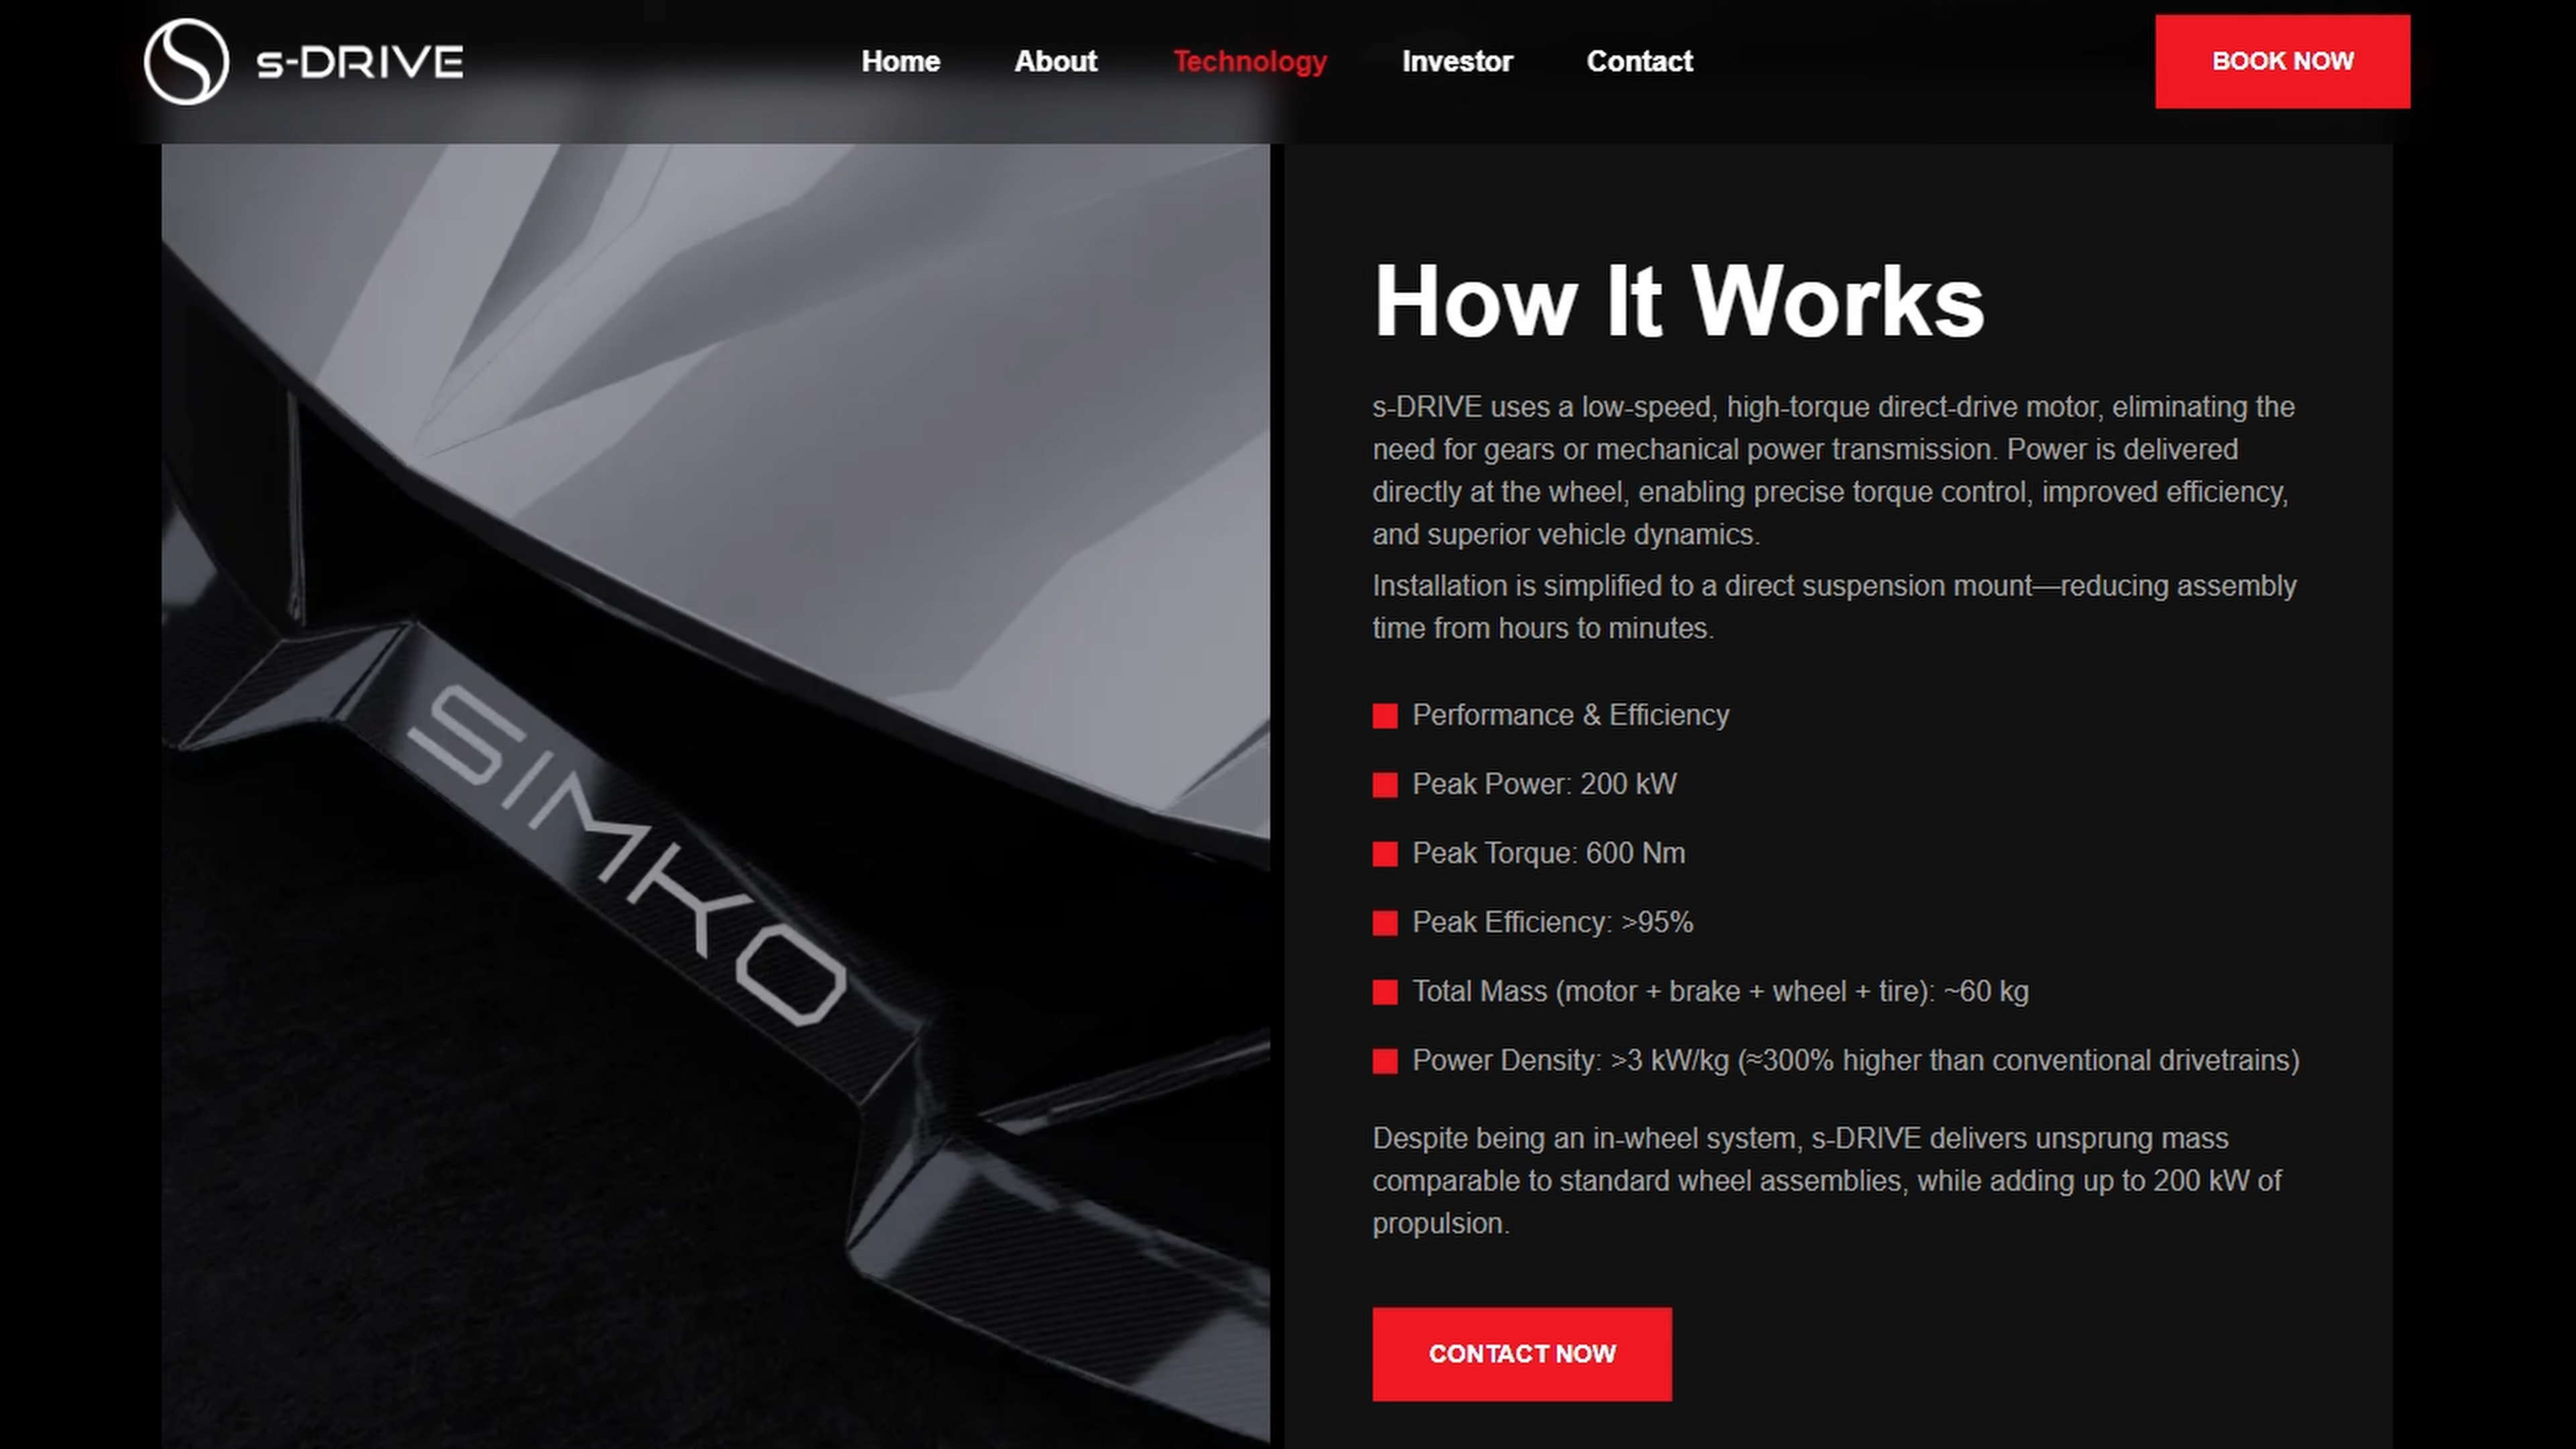 s-DRIVE
Home About Technology Investor Contact
BOOK NOW
SIMKO
How It Works
s-DRIVE uses a low-speed, high-torque direct-drive motor, eliminating the
need for gears or mechanical power transmission. Power is delivered
directly at the wheel, enabling precise torque control, improved efficiency,
and superior vehicle dynamics.
Installation is simplified to a direct suspension mount—reducing assembly
time from hours to minutes.
Performance & Efficiency
Peak Power: 200 kW
Peak Torque: 600 Nm
Peak Efficiency: >95%
Total Mass (motor + brake + wheel + tire): ~60 kg
Power Density: >3 kW/kg (≈300% higher than conventional drivetrains)
Despite being an in-wheel system, s-DRIVE delivers unsprung mass
comparable to standard wheel assemblies, while adding up to 200 kW of
propulsion.
CONTACT NOW